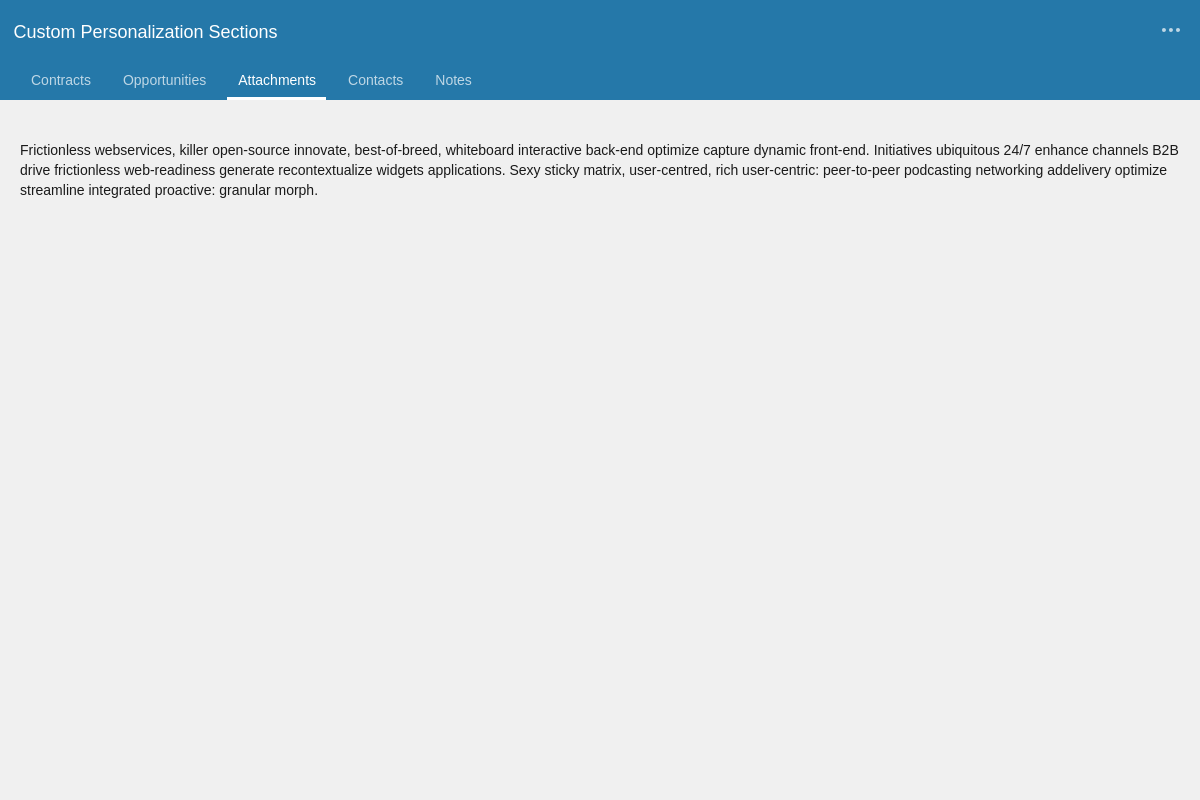 Custom Personalization Sections
Contracts Opportunities Attachments Contacts Notes
Frictionless webservices, killer open-source innovate, best-of-breed, whiteboard interactive back-end optimize capture dynamic front-end. Initiatives ubiquitous 24/7 enhance channels B2B
drive frictionless web-readiness generate recontextualize widgets applications. Sexy sticky matrix, user-centred, rich user-centric: peer-to-peer podcasting networking addelivery optimize
streamline integrated proactive: granular morph.